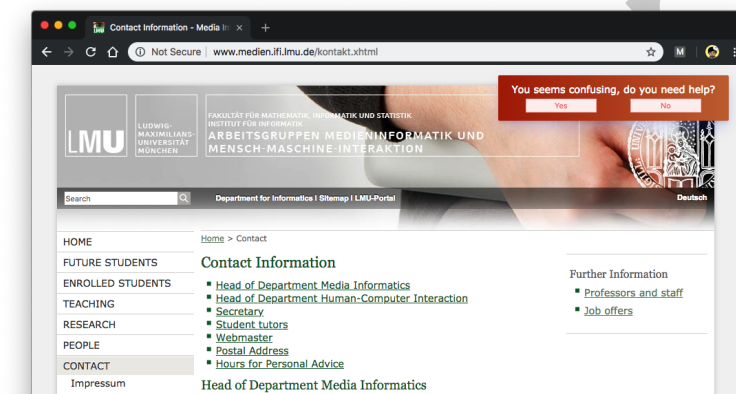 Contact Information - Media In
Not Secure | www.medien.ifi.lmu.de/kontakt.xhtml
M
You seems confusing, do you need help?
Yes No
LMU
LUDWIG-
MAXIMILIANS-
UNIVERSITÄT
MÜNCHEN
FAKULTÄT FÜR MATHEMATIK, INFORMATIK UND STATISTIK
INSTITUT FÜR INFORMATIK
ARBEITSGRUPPEN MEDIENINFORMATIK UND
MENSCH-MASCHINE-INTERAKTION
Search
Department for Informatics | Sitemap | LMU-Portal
Deutsch
HOME
FUTURE STUDENTS
ENROLLED STUDENTS
TEACHING
RESEARCH
PEOPLE
CONTACT
Impressum
Home > Contact
Contact Information
Head of Department Media Informatics
Head of Department Human-Computer Interaction
Secretary
Student tutors
Webmaster
Postal Address
Hours for Personal Advice
Head of Department Media Informatics
Further Information
Professors and staff
Job offers